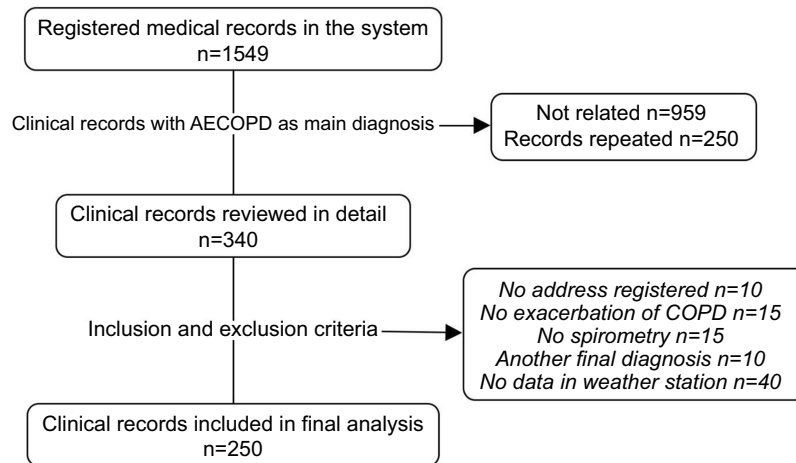 Registered medical records in the system
n=1549
Clinical records with AECOPD as main diagnosis
Not related n=959
Records repeated n=250
Clinical records reviewed in detail
n=340
Inclusion and exclusion criteria
No address registered n=10
No exacerbation of COPD n=15
No spirometry n=15
Another final diagnosis n=10
No data in weather station n=40
Clinical records included in final analysis
n=250